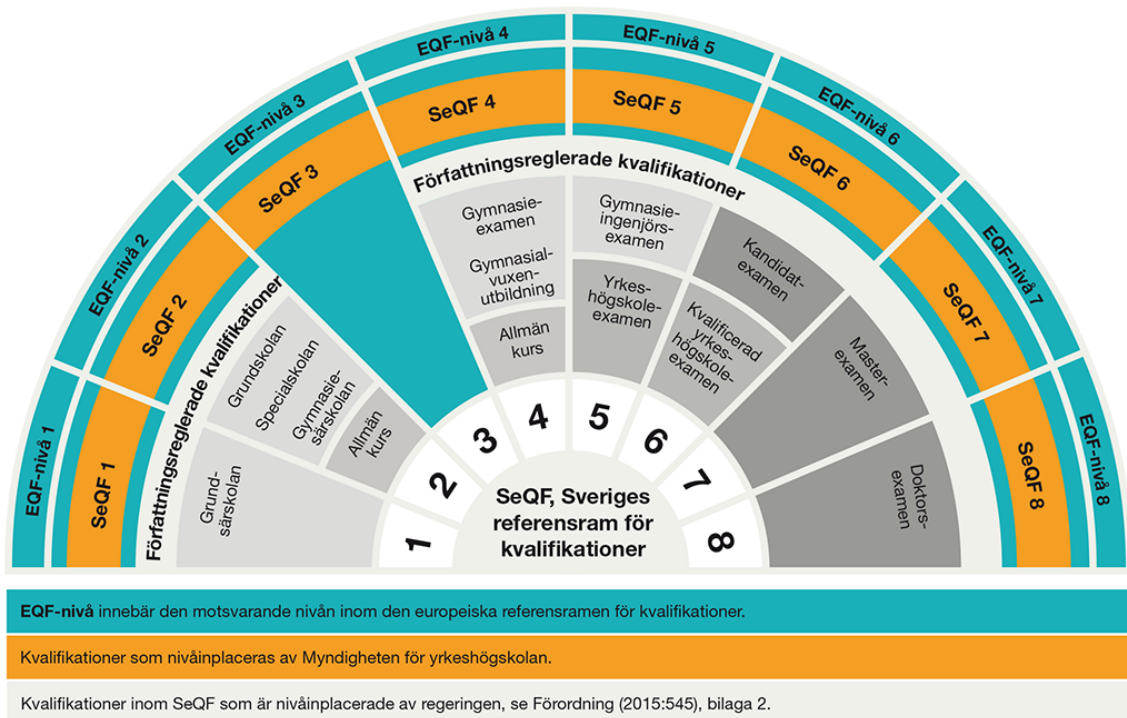 EQF-nivå 1
EQF-nivå 2
EQF-nivå 3
EQF-nivå 4
EQF-nivå 5
EQF-nivå 6
EQF-nivå 7
EQF-nivå 8
SeQF 1
SeQF 2
SeQF 3
SeQF 4
SeQF 5
SeQF 6
SeQF 7
SeQF 8
Författningsreglerade kvalifikationer
Författningsreglerade kvalifikationer
Grund-
särskolan
Grundskolan
Specialskolan
Gymnasie-
särskolan
Allmän
kurs
Gymnasie-
examen
Gymnasial-
vuxen-
utbildning
Allmän
kurs
Gymnasie-
ingenjörs-
examen
Yrkes-
högskole-
examen
Kandidat-
examen
Kvalificerad
yrkes-
högskole-
examen
Master-
examen
Doktors-
examen
1
2
3
4
5
6
7
8
SeQF, Sveriges
referensram för
kvalifikationer
EQF-nivå innebär den motsvarande nivån inom den europeiska referensramen för kvalifikationer.
Kvalifikationer som nivåinplaceras av Myndigheten för yrkeshögskolan.
Kvalifikationer inom SeQF som är nivåinplacerade av regeringen, se Förordning (2015:545), bilaga 2.